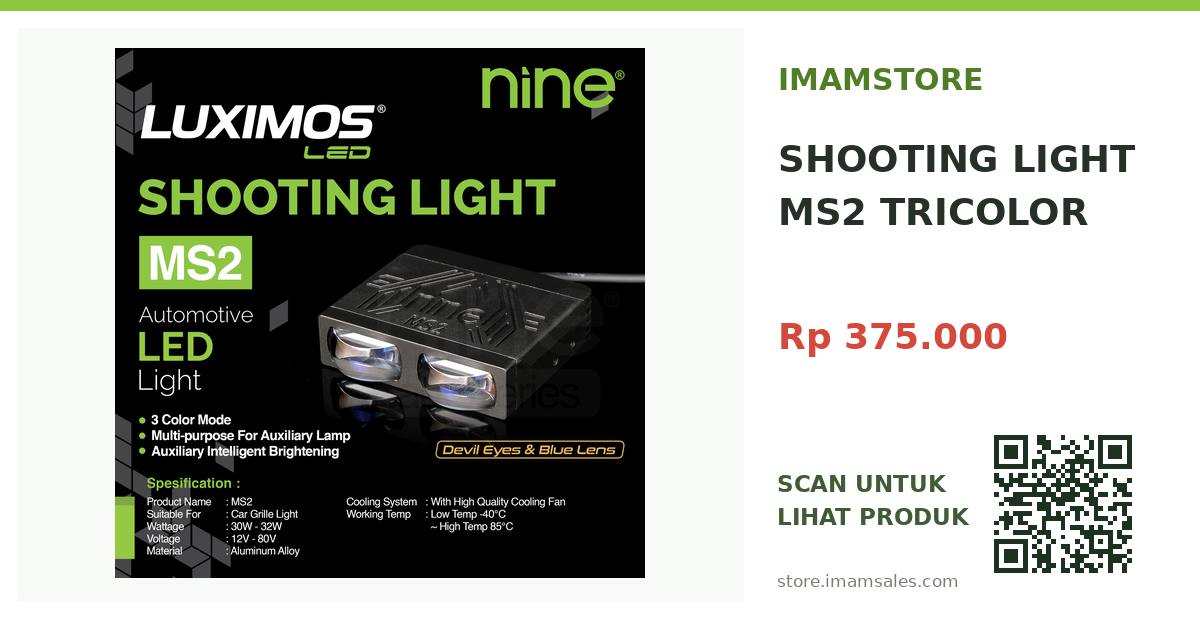 nine®
LUXIMOS®
LED
SHOOTING LIGHT
MS2
Automotive
LED
Light
3 Color Mode
Multi-purpose For Auxiliary Lamp
Auxiliary Intelligent Brightening
Devil Eyes & Blue Lens
Spesification :
Product Name : MS2
Suitable For : Car Grille Light
Wattage : 30W - 32W
Voltage : 12V - 80V
Material : Aluminum Alloy
Cooling System : With High Quality Cooling Fan
Working Temp : Low Temp -40°C
~ High Temp 85°C
IMAMSTORE
SHOOTING LIGHT
MS2 TRICOLOR
Rp 375.000
SCAN UNTUK
LIHAT PRODUK
store.imamsales.com